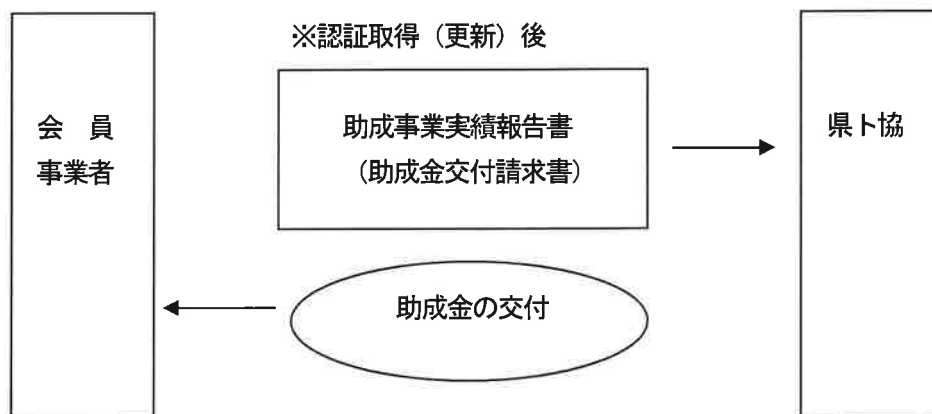 ※認証取得（更新）後
会　員
事業者
助成事業実績報告書
（助成金交付請求書）
県ト協
助成金の交付